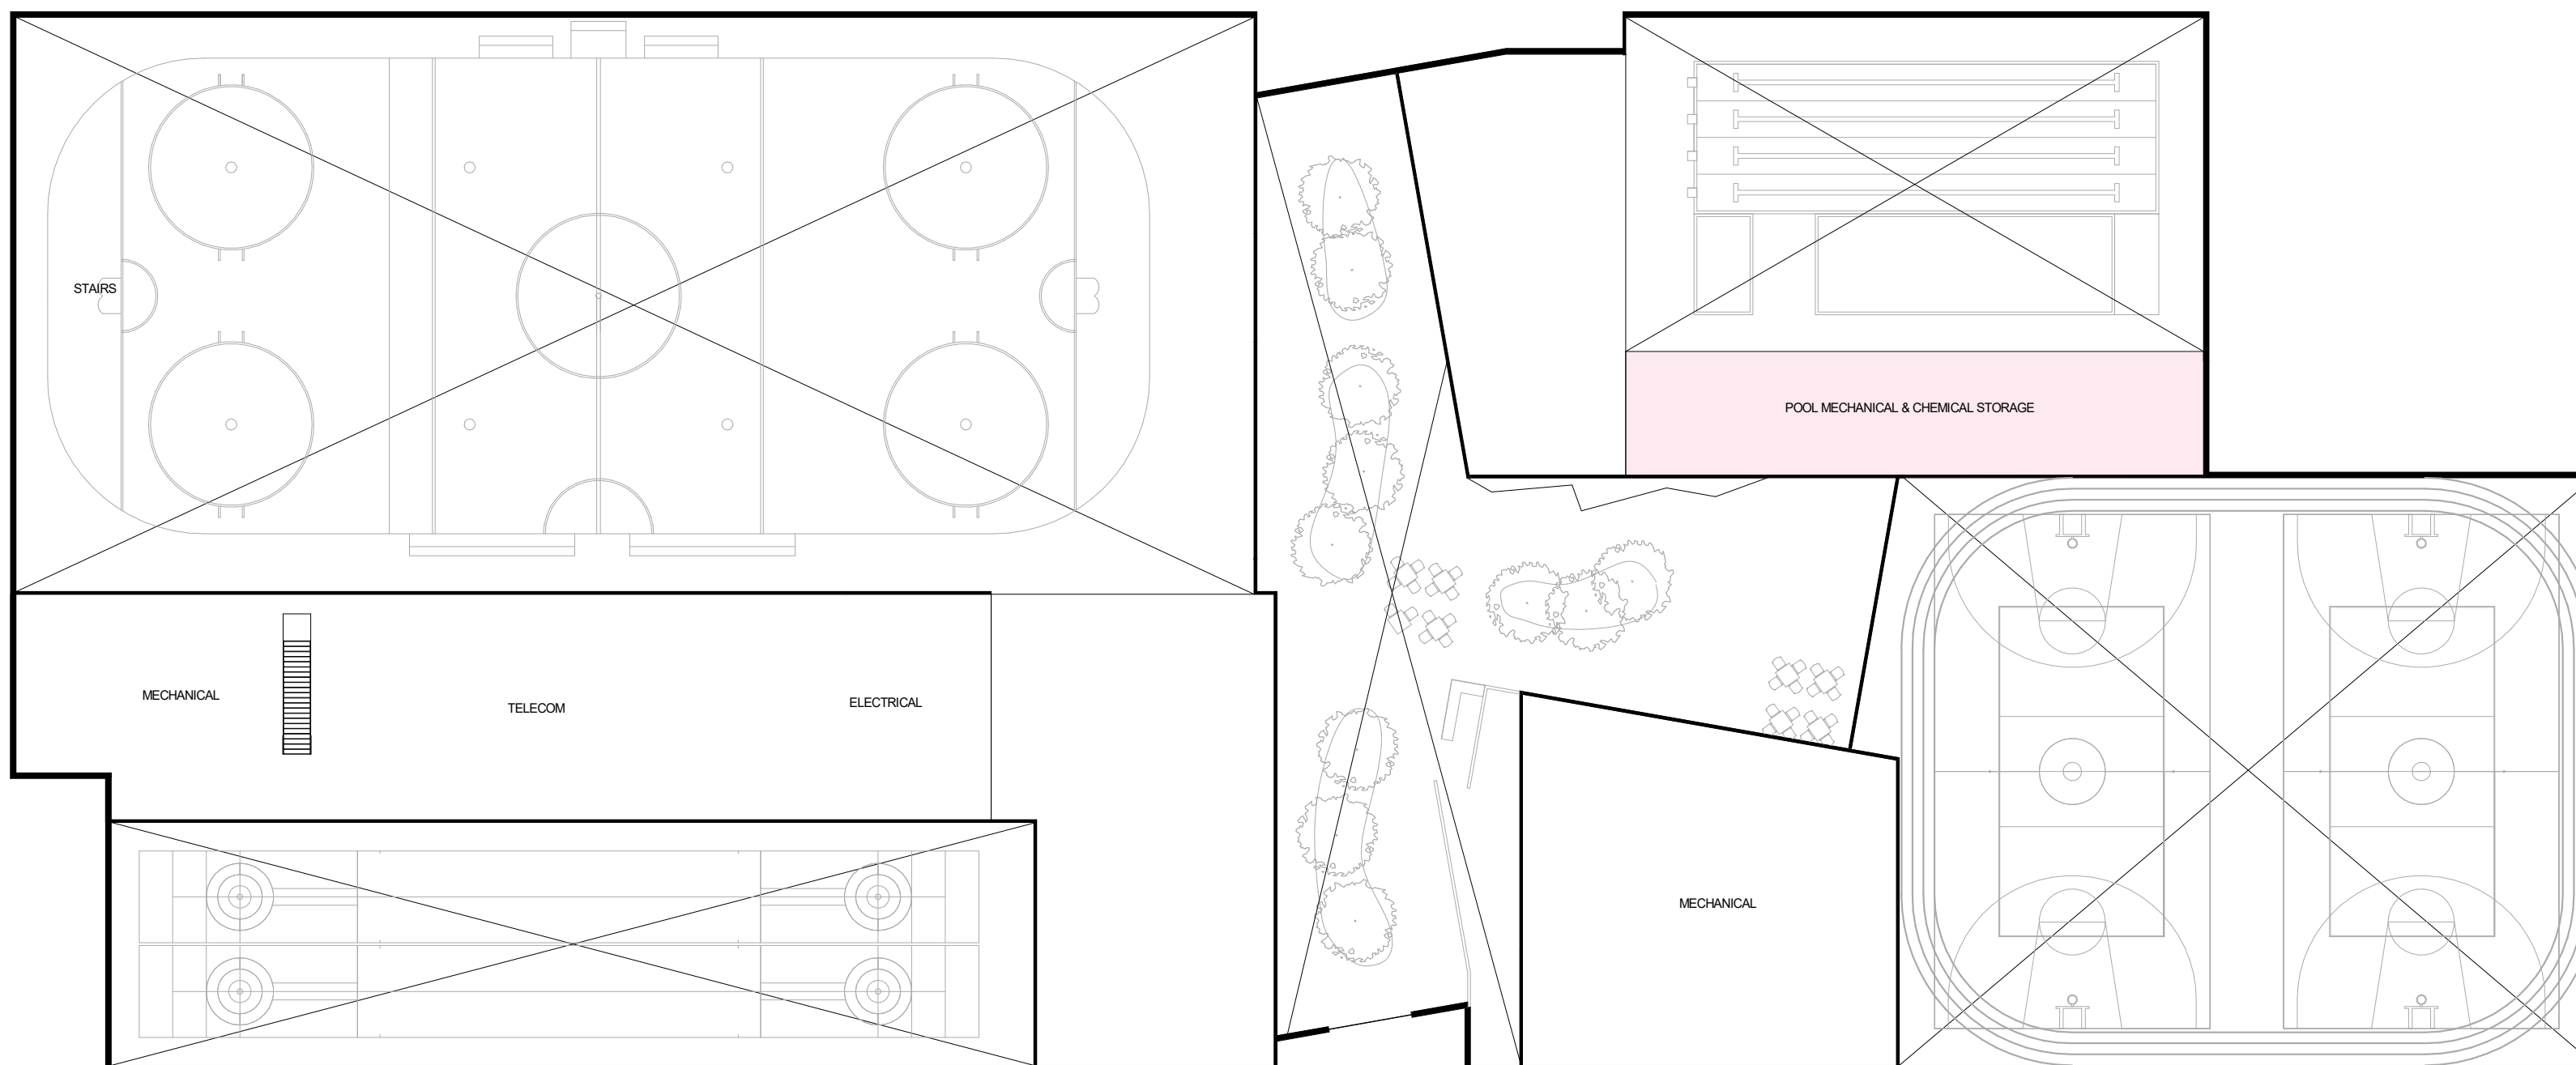 STAIRS
POOL MECHANICAL & CHEMICAL STORAGE
MECHANICAL
TELECOM
ELECTRICAL
MECHANICAL